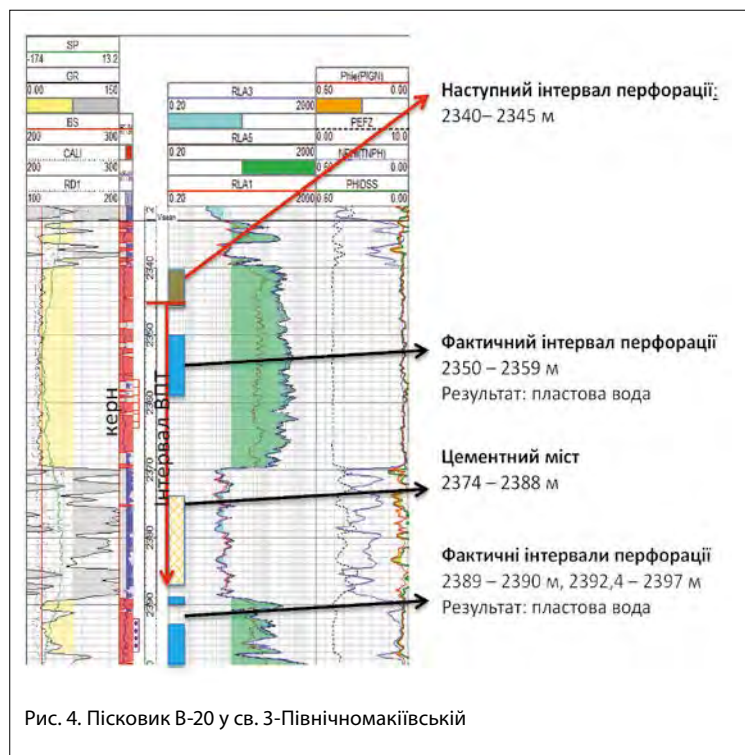 SP
-174 13.2
GR
0.00 150
BS
200 300
CALI
200 300
RD1
100 200
RLA3
0.20 2000
RLA5
0.20 2000
RLA1
0.20 2000
Phie(PIGN)
0.60 0.00
PEFZ
0.00 10.0
0.00
PHIDSS
0.60 0.00
2340
2360
2370
2380
2390
керн
Інтервал ВПТ
Наступний інтервал перфорації:
2340– 2345 м
Фактичний інтервал перфорації
2350 – 2359 м
Результат: пластова вода
Цементний міст
2374 – 2388 м
Фактичні інтервали перфорації
2389 – 2390 м, 2392,4 – 2397 м
Результат: пластова вода
Рис. 4. Пісковик В-20 у св. 3-Північномакіївській